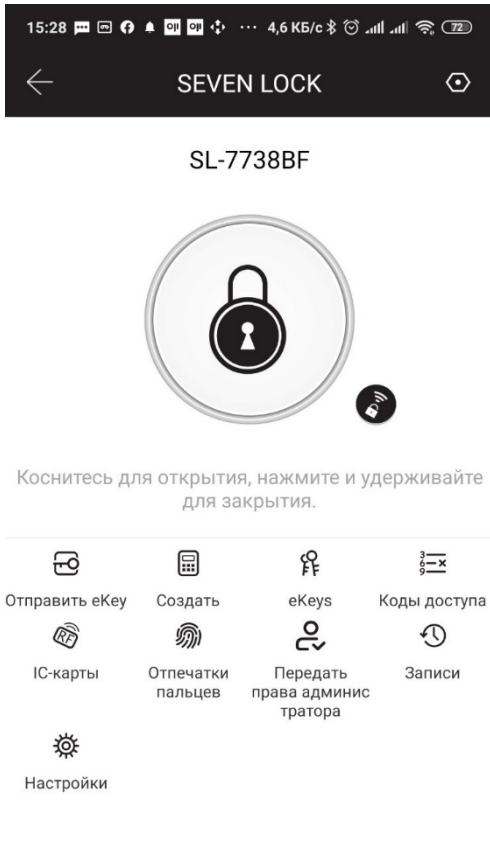 15:28 ... 4,6 КБ/с 72
SEVEN LOCK
SL-7738BF
Коснитесь для открытия, нажмите и удерживайте
для закрытия.
Отправить eKey Создать eKeys Коды доступа
IC-карты Отпечатки Передать Записи
пальцев права админис
тратора
Настройки